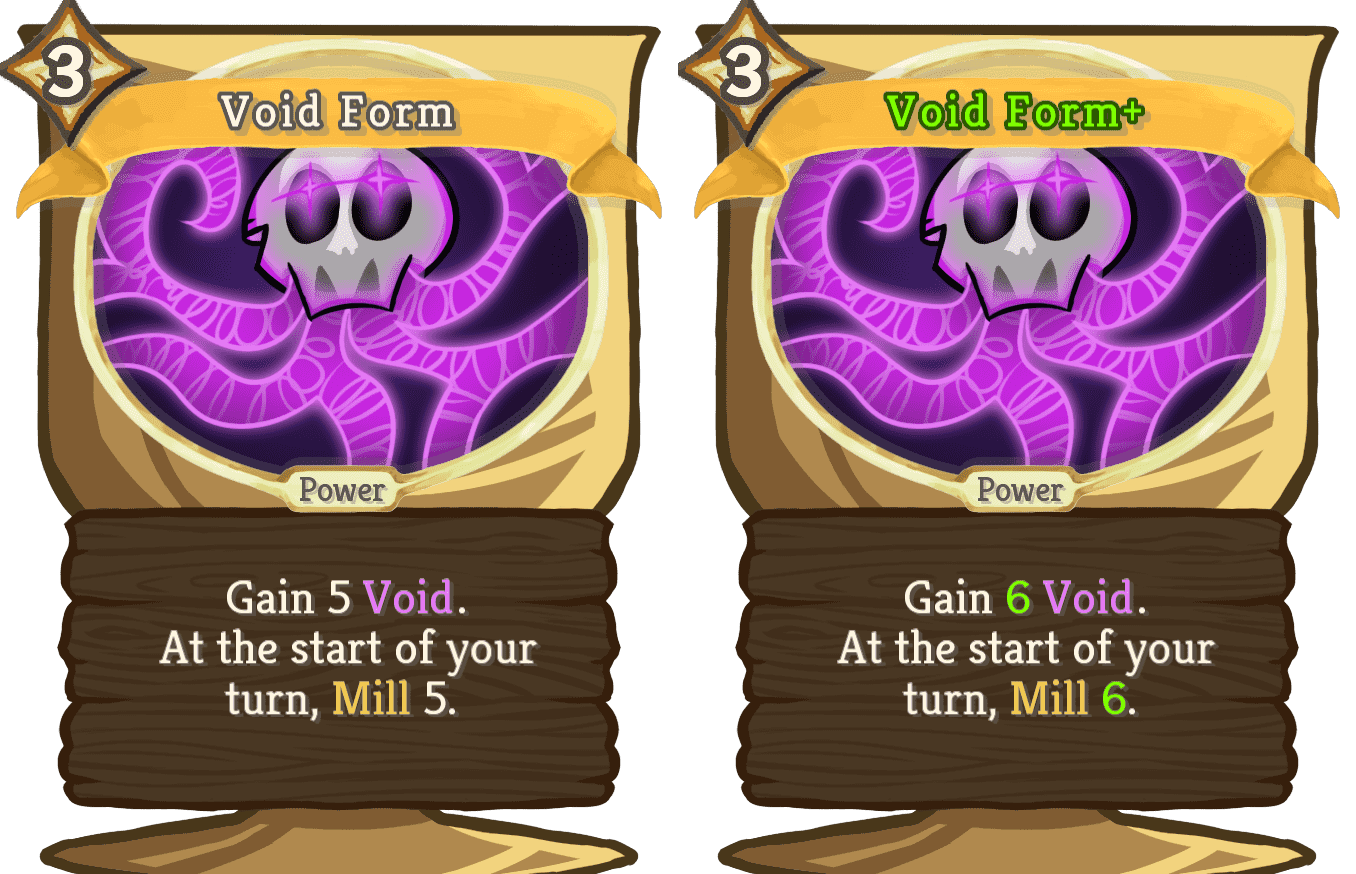 3
Void Form
Power
Gain 5 Void.
At the start of your
turn, Mill 5.
3
Void Form+
Power
Gain 6 Void.
At the start of your
turn, Mill 6.